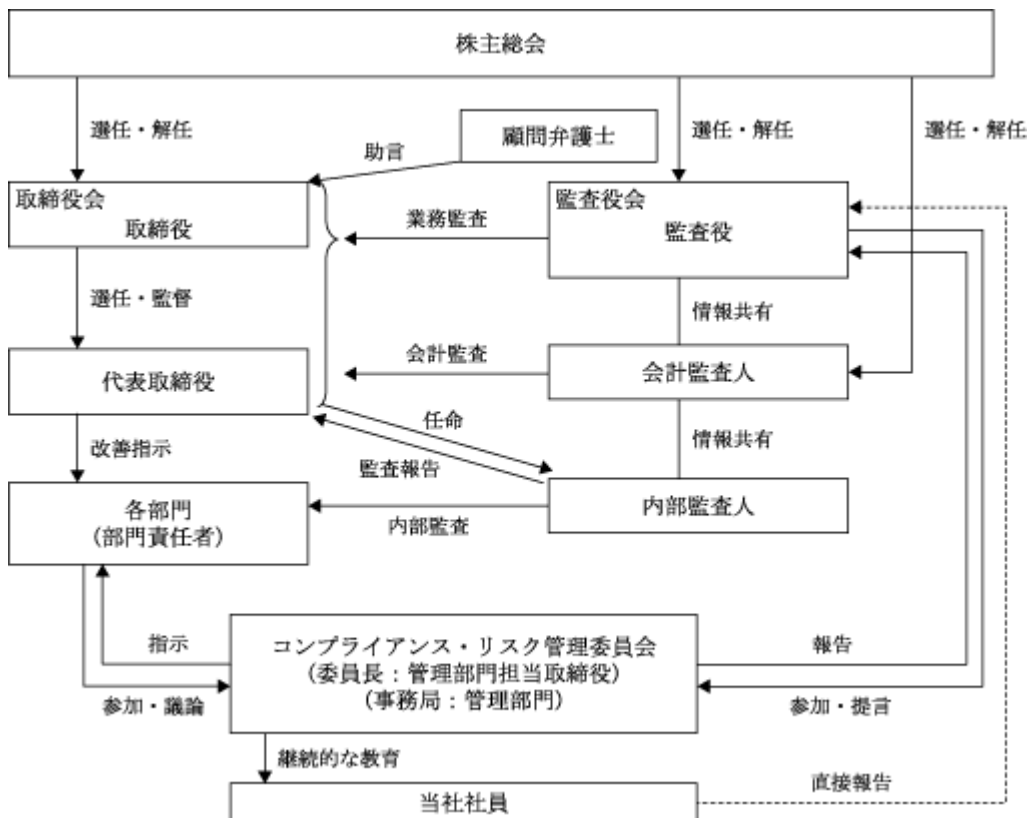 株主総会
選任・解任
選任・解任
選任・解任
顧問弁護士
助言
取締役会
取締役
監査役会
監査役
業務監査
選任・監督
情報共有
代表取締役
会計監査
会計監査人
任命
改善指示
監査報告
情報共有
各部門
(部門責任者)
内部監査
内部監査人
指示
コンプライアンス・リスク管理委員会
(委員長：管理部門担当取締役)
(事務局：管理部門)
報告
参加・議論
参加・提言
継続的な教育
直接報告
当社社員